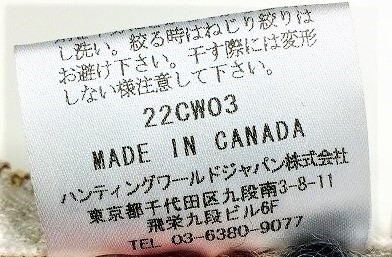 し洗い。絞る時はねじり絞りは
お避け下さい。干す際には変形
しない様注意して下さい。
22CW03
MADE IN CANADA
ハンティングワールドジャパン株式会社
東京都千代田区九段南3-8-11
飛栄九段ビル6F
TEL 03-6380-9077